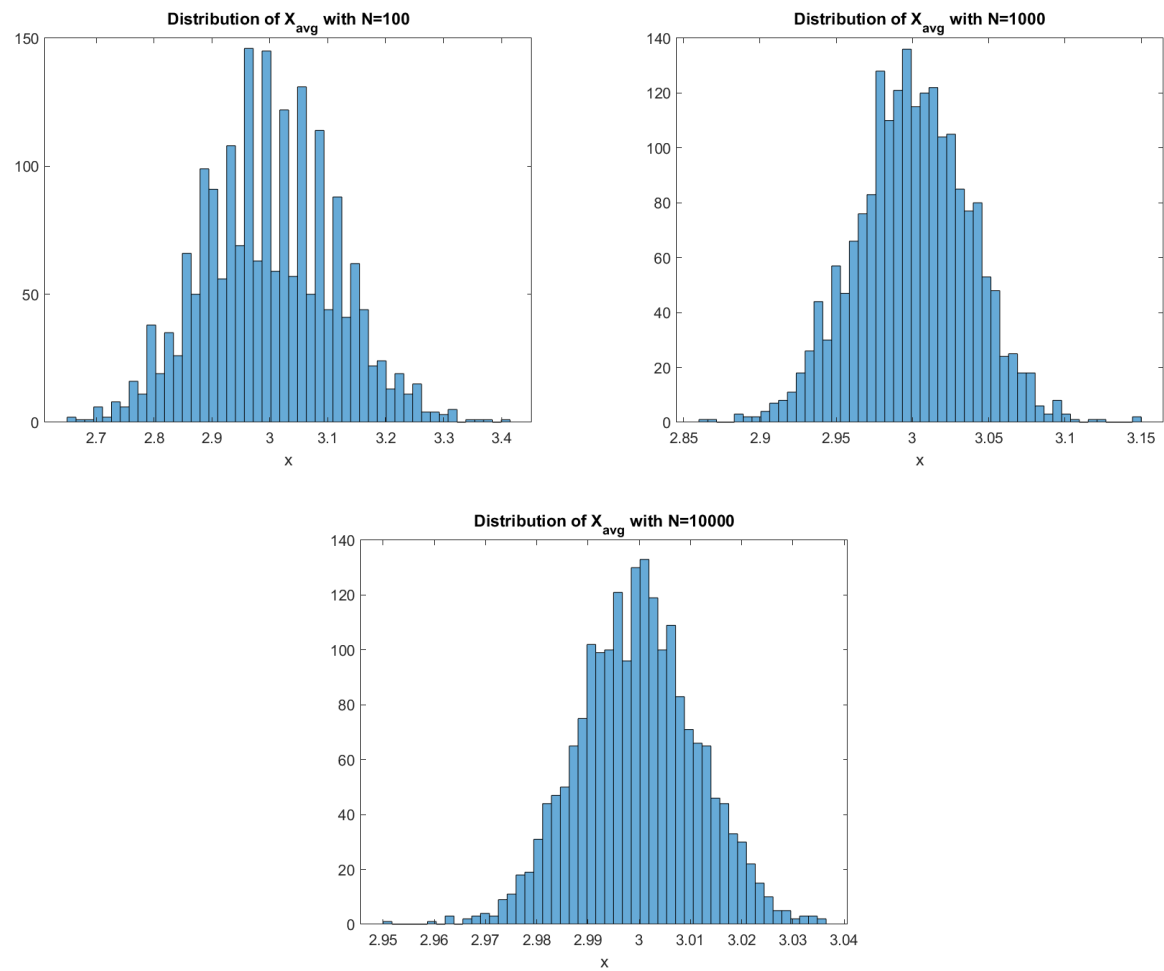 Distribution of X_avg with N=100
150
100
50
0
2.7 2.8 2.9 3 3.1 3.2 3.3 3.4
x
Distribution of X_avg with N=1000
140
120
100
80
60
40
20
0
2.85 2.9 2.95 3 3.05 3.1 3.15
x
Distribution of X_avg with N=10000
140
120
100
80
60
40
20
0
2.95 2.96 2.97 2.98 2.99 3 3.01 3.02 3.03 3.04
x